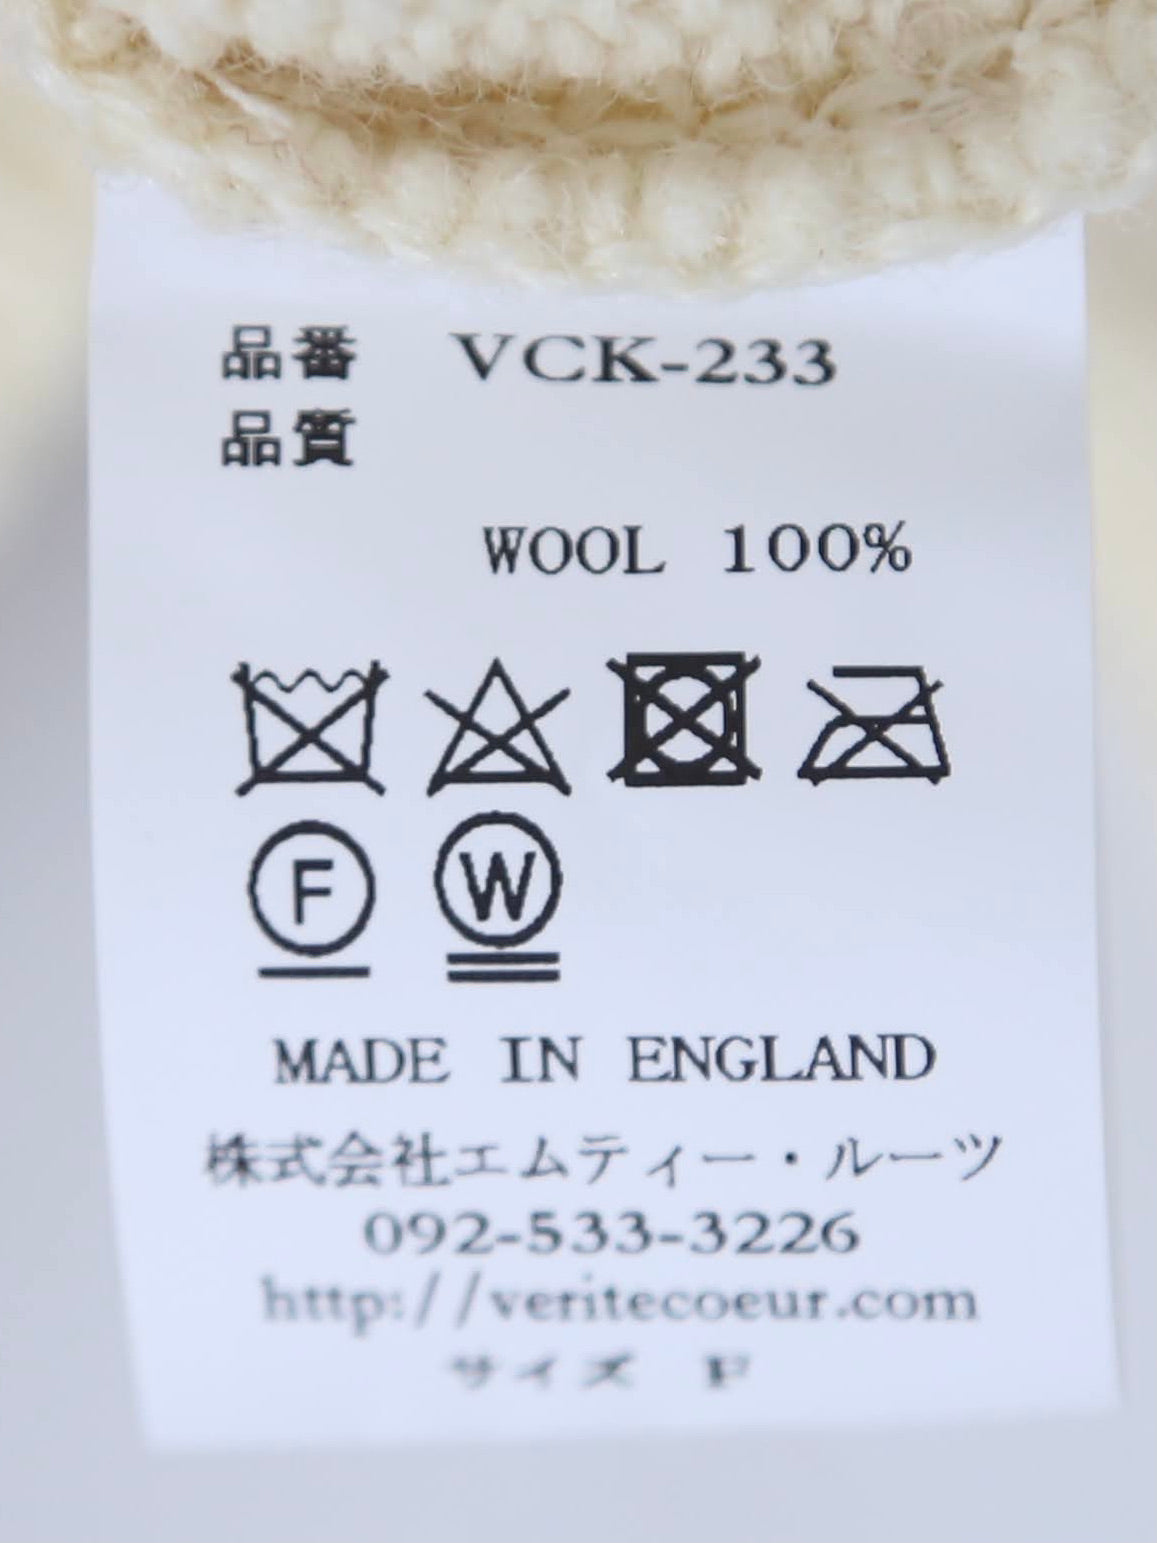 品番 VCK-233
品質
WOOL 100%
F W
MADE IN ENGLAND
株式会社エムティー・ルーツ
092-533-3226
http://veritecoeur.com
サイズ F